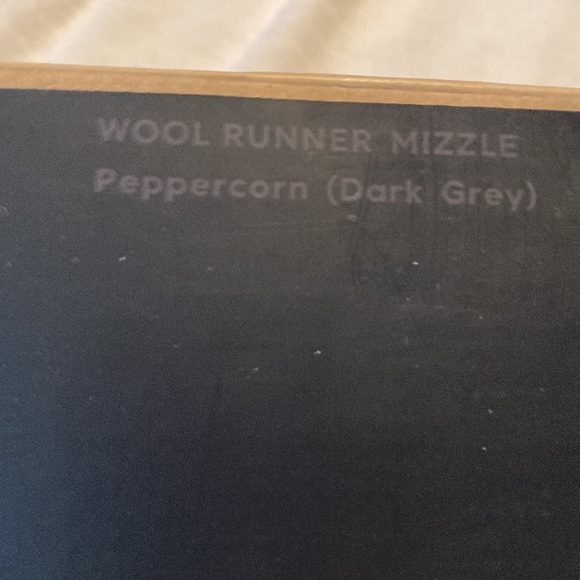 WOOL RUNNER MIZZLE
Peppercorn (Dark Grey)